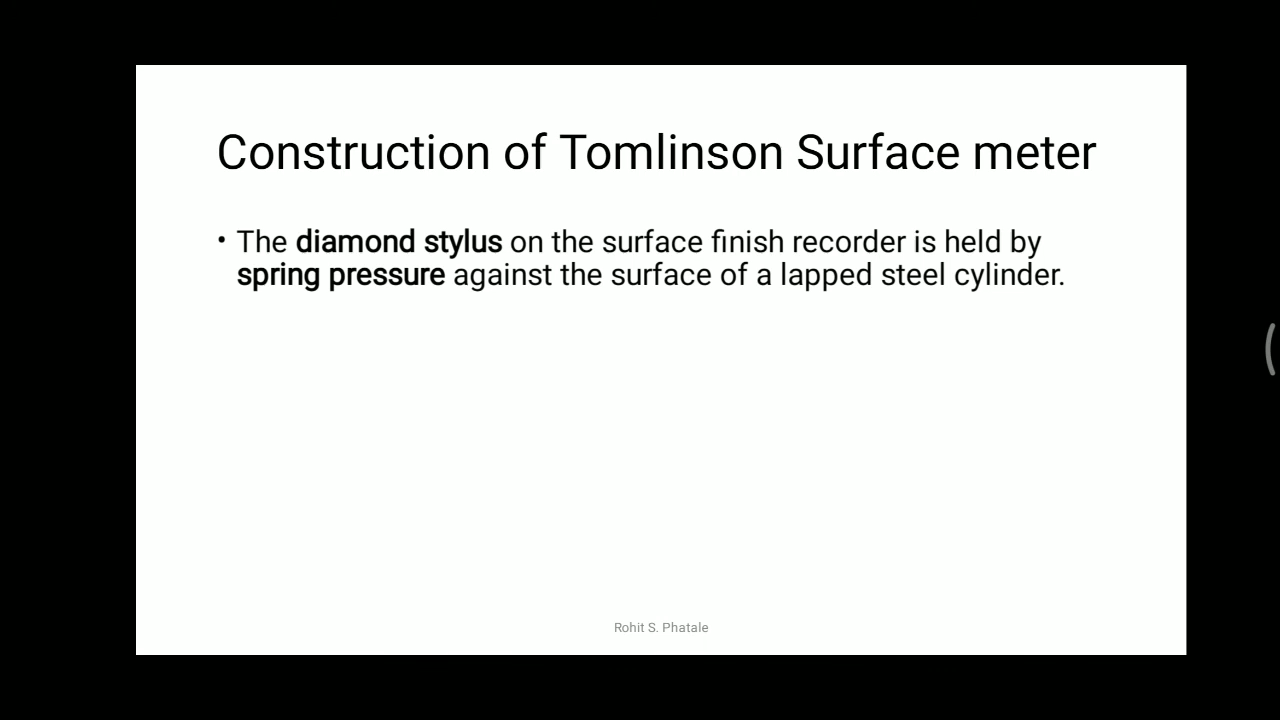 Construction of Tomlinson Surface meter
• The diamond stylus on the surface finish recorder is held by
spring pressure against the surface of a lapped steel cylinder.
Rohit S. Phatale